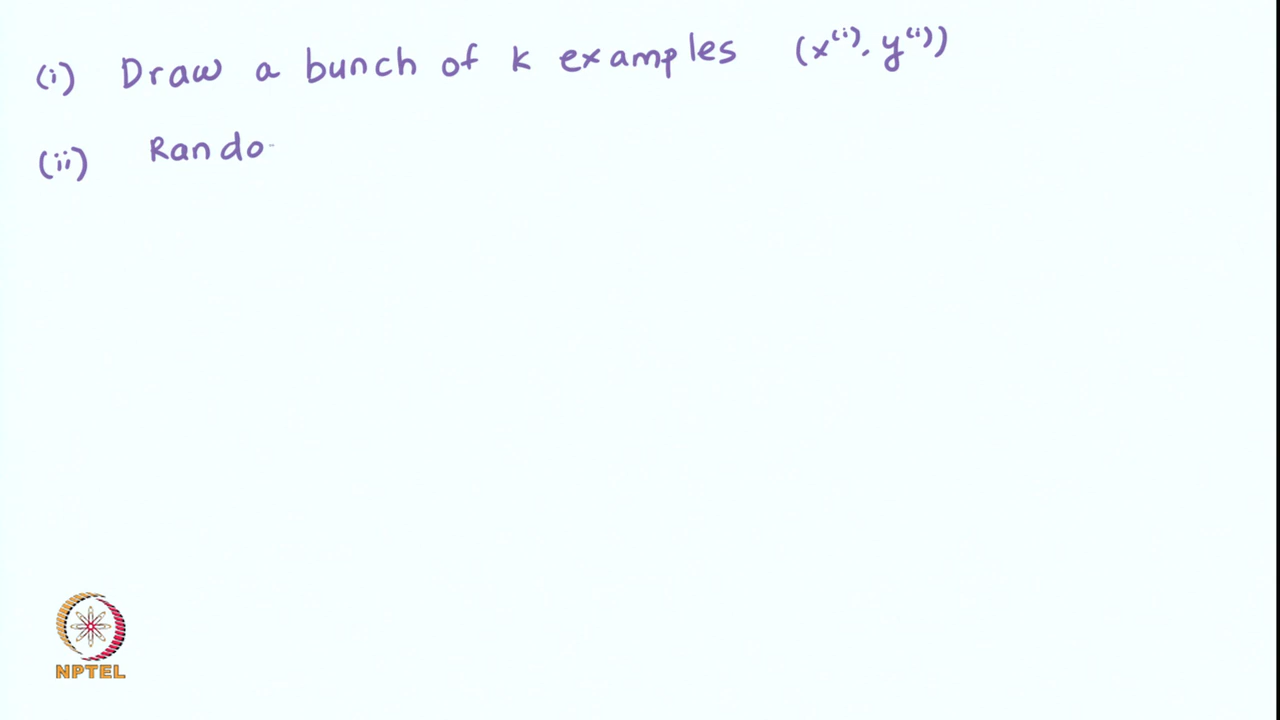 (i) Draw a bunch of k examples (x⁽ⁱ⁾, y⁽ⁱ⁾)
(ii) Rando
NPTEL